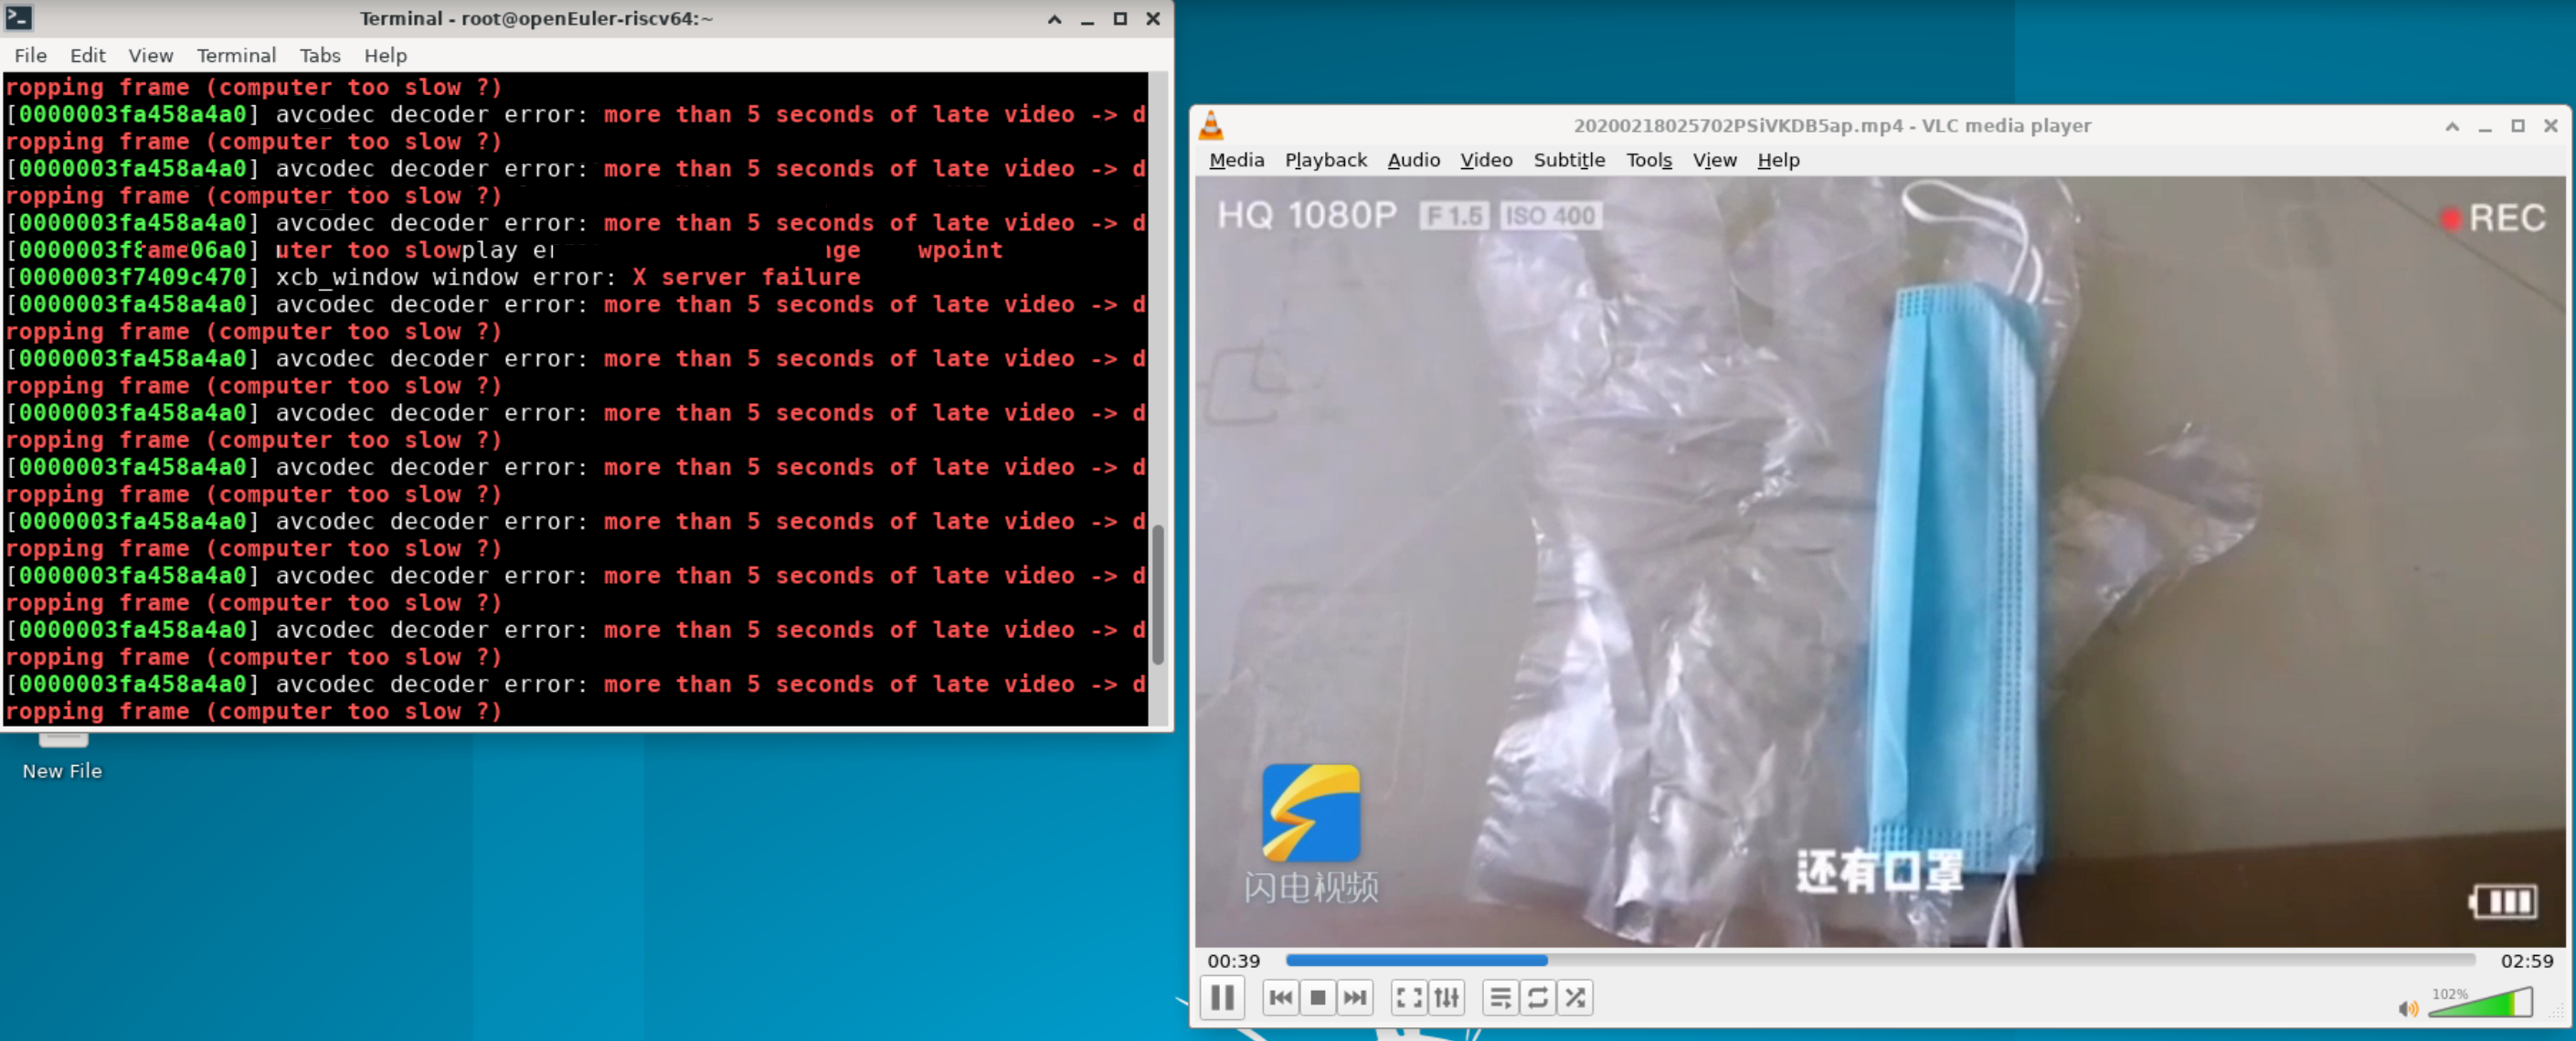 Terminal - root@openEuler-riscv64:~
File Edit View Terminal Tabs Help
ropping frame (computer too slow ?)
[0000003fa458a4a0] avcodec decoder error: more than 5 seconds of late video -> d
ropping frame (computer too slow ?)
[0000003fa458a4a0] avcodec decoder error: more than 5 seconds of late video -> d
ropping frame (computer too slow ?)
[0000003fa458a4a0] avcodec decoder error: more than 5 seconds of late video -> d
[0000003f8ame06a0] uter too slowplay er ge wpoint
[0000003f7409c470] xcb_window window error: X server failure
[0000003fa458a4a0] avcodec decoder error: more than 5 seconds of late video -> d
ropping frame (computer too slow ?)
[0000003fa458a4a0] avcodec decoder error: more than 5 seconds of late video -> d
ropping frame (computer too slow ?)
[0000003fa458a4a0] avcodec decoder error: more than 5 seconds of late video -> d
ropping frame (computer too slow ?)
[0000003fa458a4a0] avcodec decoder error: more than 5 seconds of late video -> d
ropping frame (computer too slow ?)
[0000003fa458a4a0] avcodec decoder error: more than 5 seconds of late video -> d
ropping frame (computer too slow ?)
[0000003fa458a4a0] avcodec decoder error: more than 5 seconds of late video -> d
ropping frame (computer too slow ?)
[0000003fa458a4a0] avcodec decoder error: more than 5 seconds of late video -> d
ropping frame (computer too slow ?)
[0000003fa458a4a0] avcodec decoder error: more than 5 seconds of late video -> d
ropping frame (computer too slow ?)
New File
20200218025702PSiVKDB5ap.mp4 - VLC media player
Media Playback Audio Video Subtitle Tools View Help
HQ 1080P F 1.5 ISO 400
REC
闪电视频
还有口罩
00:39
02:59
102%